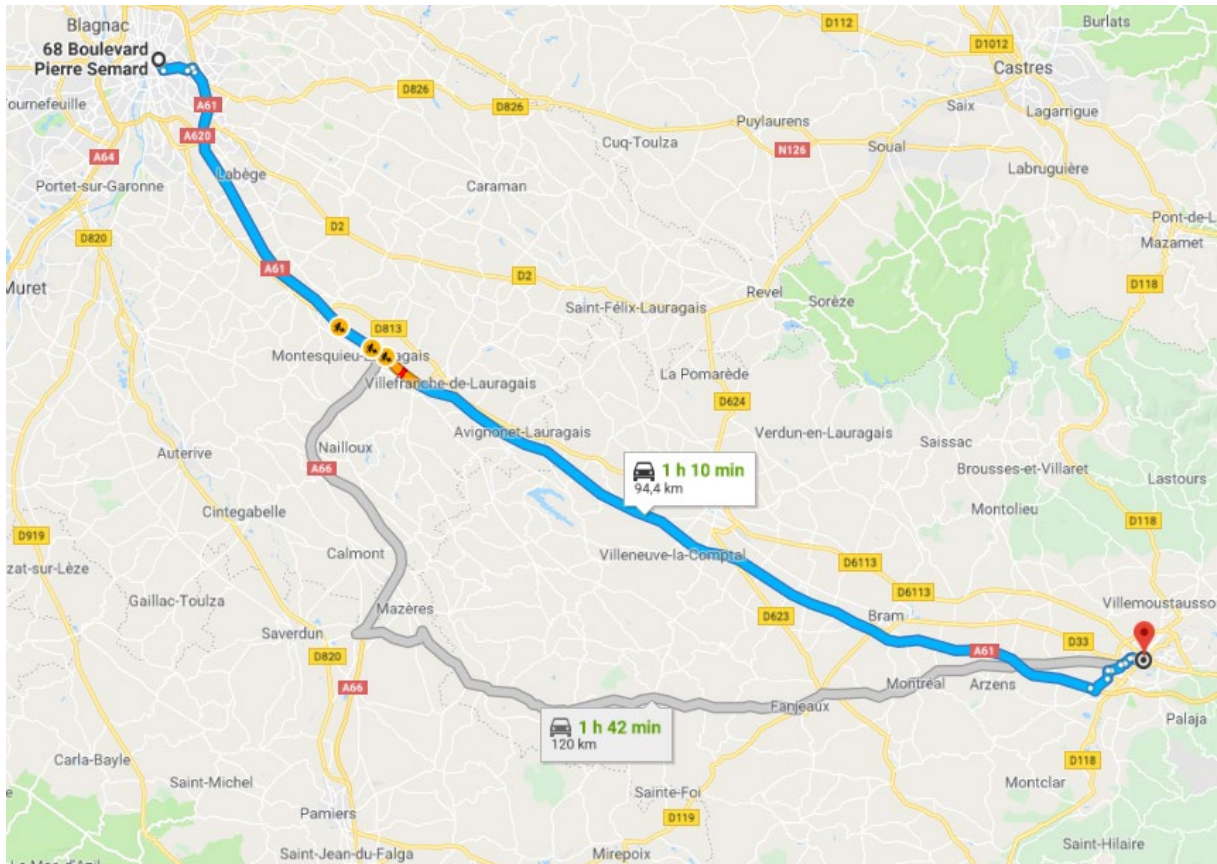 Blagnac
Burlats
D112
68 Boulevard
Pierre Semard
D1012
Castres
ournefeuille
D826
D826
Saix
Lagarrigue
A61
Puylaurens
A620
Cuq-Toulza
N126
Soual
A64
Labruguière
Labège
Portet-sur-Garonne
Caraman
Pont-de-L
D2
D820
Mazamet
A61
D2
D118
Muret
Revel
Sorèze
Saint-Félix-Lauragais
D813
Montesquieu-L ragais
La Pomarède
Villefranche-de-Lauragais
D624
Avignonet-Lauragais
Verdun-en-Lauragais
Saissac
Nailloux
Auterive
A66
1 h 10 min
94,4 km
Brousses-et-Villaret
Lastours
Montolieu
Cintegabelle
D118
D919
Calmont
Villeneuve-la-Comptal
D6113
zat-sur-Lèze
D6113
Gaillac-Toulza
Mazères
Villemoustausso
Bram
D623
Saverdun
D33
D820
A61
A66
Montréal
Arzens
Fanjeaux
Palaja
1 h 42 min
120 km
Carla-Bayle
D118
Saint-Michel
Montclar
Sainte-Foi
Pamiers
D119
Saint-Hilaire
Saint-Jean-du-Falga
Mirepoix